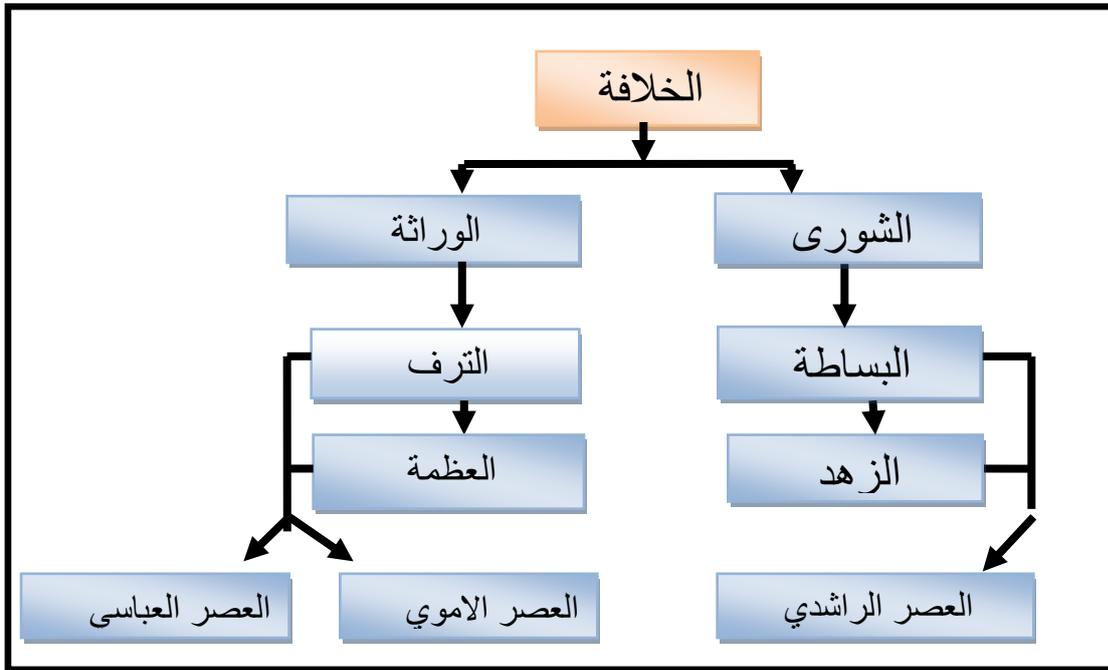 الخلافة
الشورى
الوراثة
البساطة
الترف
الزهد
العظمة
العصر الراشدي
العصر الاموي
العصر العباسى